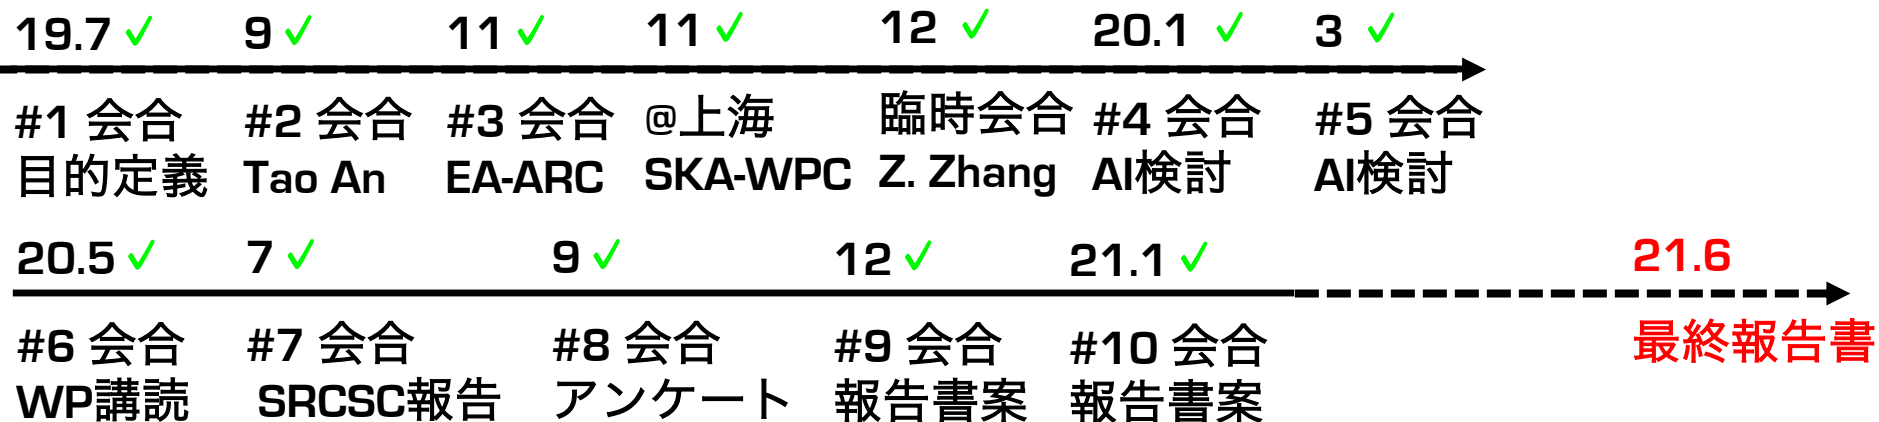 19.7 ✓ 9 ✓ 11 ✓ 11 ✓ 12 ✓ 20.1 ✓ 3 ✓
#1 会合 #2 会合 #3 会合 @上海 臨時会合 #4 会合 #5 会合
目的定義 Tao An EA-ARC SKA-WPC Z. Zhang AI検討 AI検討
20.5 ✓ 7 ✓ 9 ✓ 12 ✓ 21.1 ✓ 21.6
#6 会合 #7 会合 #8 会合 #9 会合 #10 会合 最終報告書
WP講読 SRCSC報告 アンケート 報告書案 報告書案